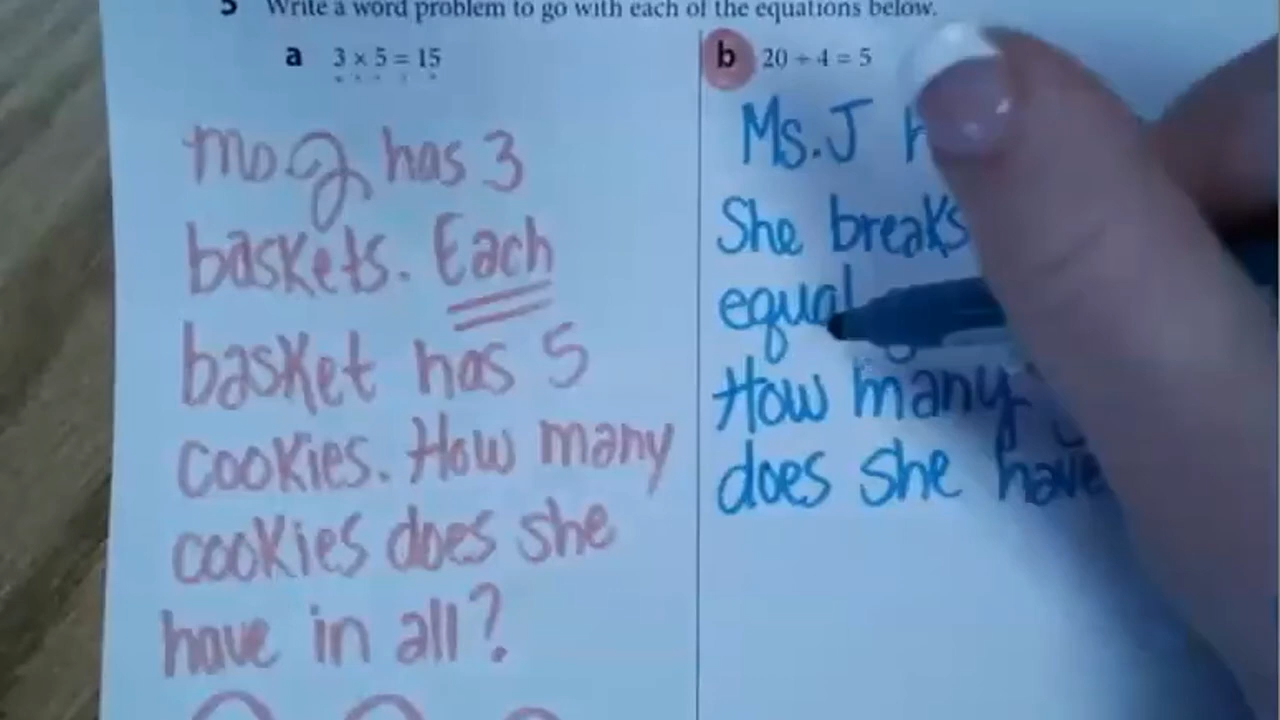 5 Write a word problem to go with each of the equations below.
a 3 × 5 = 15
has 3
baskets. Each
basket has 5
cookies. How many
cookies does she
have in all?
b 20 ÷ 4 = 5
Ms. J
She breaks
equal
How many
does she have